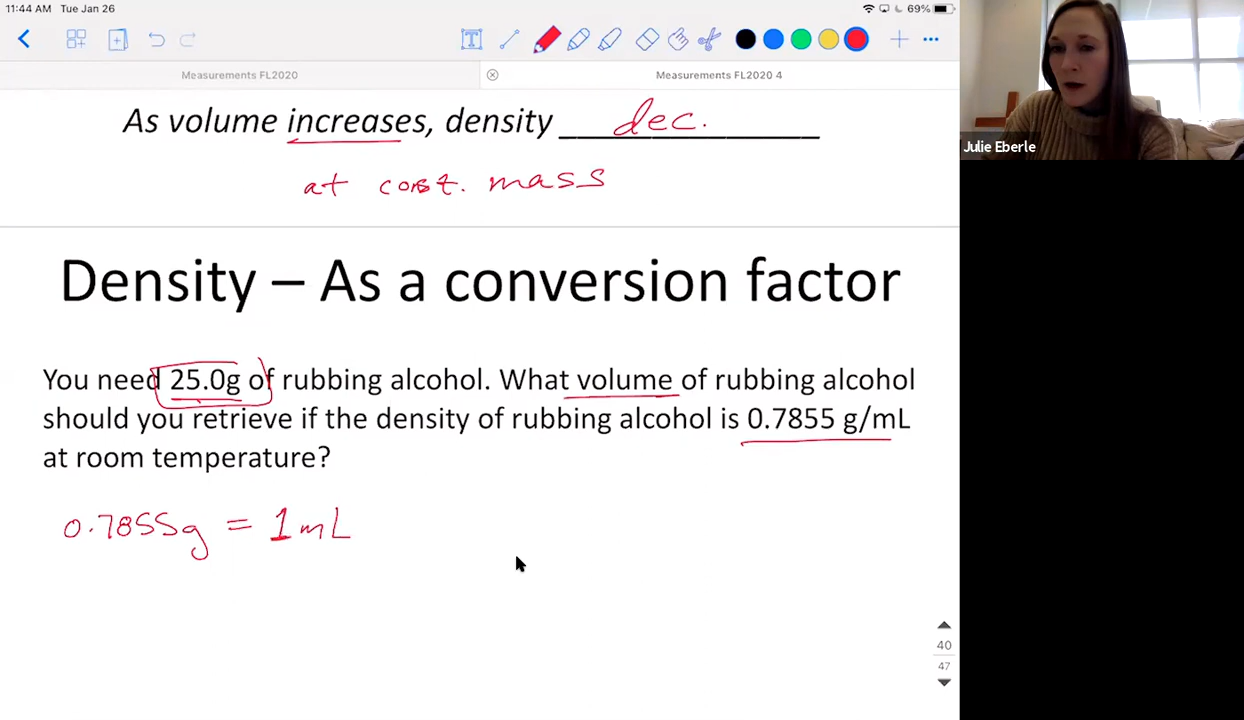 11:44 AM Tue Jan 26
69%
Measurements FL2020
Measurements FL2020 4
Julie Eberle
As volume increases, density dec.
at const. mass
Density – As a conversion factor
You need 25.0g of rubbing alcohol. What volume of rubbing alcohol
should you retrieve if the density of rubbing alcohol is 0.7855 g/mL
at room temperature?
0.7855g = 1mL
40
47